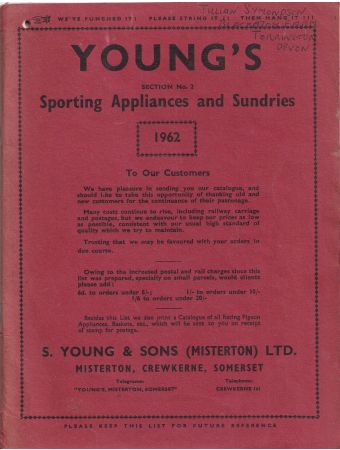 WE'VE PUNCHED IT! PLEASE STRING IT!! THEN HANG IT!!!
TORRINGTON
DEVON
YOUNG'S
SECTION No. 2
Sporting Appliances and Sundries
1962
To Our Customers
We have pleasure in sending you our catalogue, and
should like to take this opportunity of thanking old and
new customers for the continuance of their patronage.
Many costs continue to rise, including railway carriage
and postages, but we endeavour to keep our prices as low
as possible, consistent with our usual high standard of
quality which we try to maintain.
Trusting that we may be favoured with your orders in
due course.
Owing to the increased postal and rail charges since this
list was prepared, specially on small parcels, would clients
please add:
6d. to orders under 5/-; 1/- to orders under 10/-
1/6 to orders under 20/-
Besides this List we also print a Catalogue of all Racing Pigeon
Appliances, Baskets, etc., which will be sent to you on receipt
of stamp for postage.
S. YOUNG & SONS (MISTERTON) LTD.
MISTERTON, CREWKERNE, SOMERSET
Telegrams: Telephone:
"YOUNG'S, MISTERTON, SOMERSET" CREWKERNE 161
PLEASE KEEP THIS LIST FOR FUTURE REFERENCE